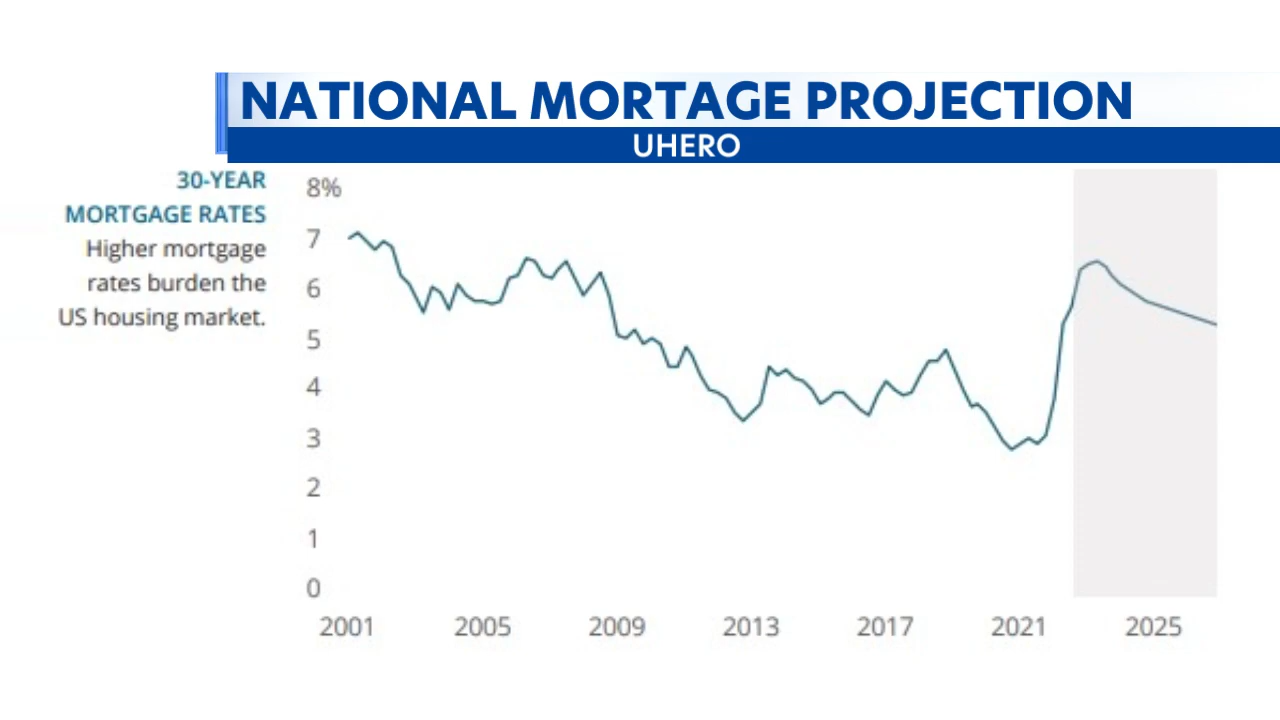 NATIONAL MORTAGE PROJECTION
UHERO
30-YEAR
MORTGAGE RATES
Higher mortgage
rates burden the
US housing market.
8%
7
6
5
4
3
2
1
0
2001 2005 2009 2013 2017 2021 2025